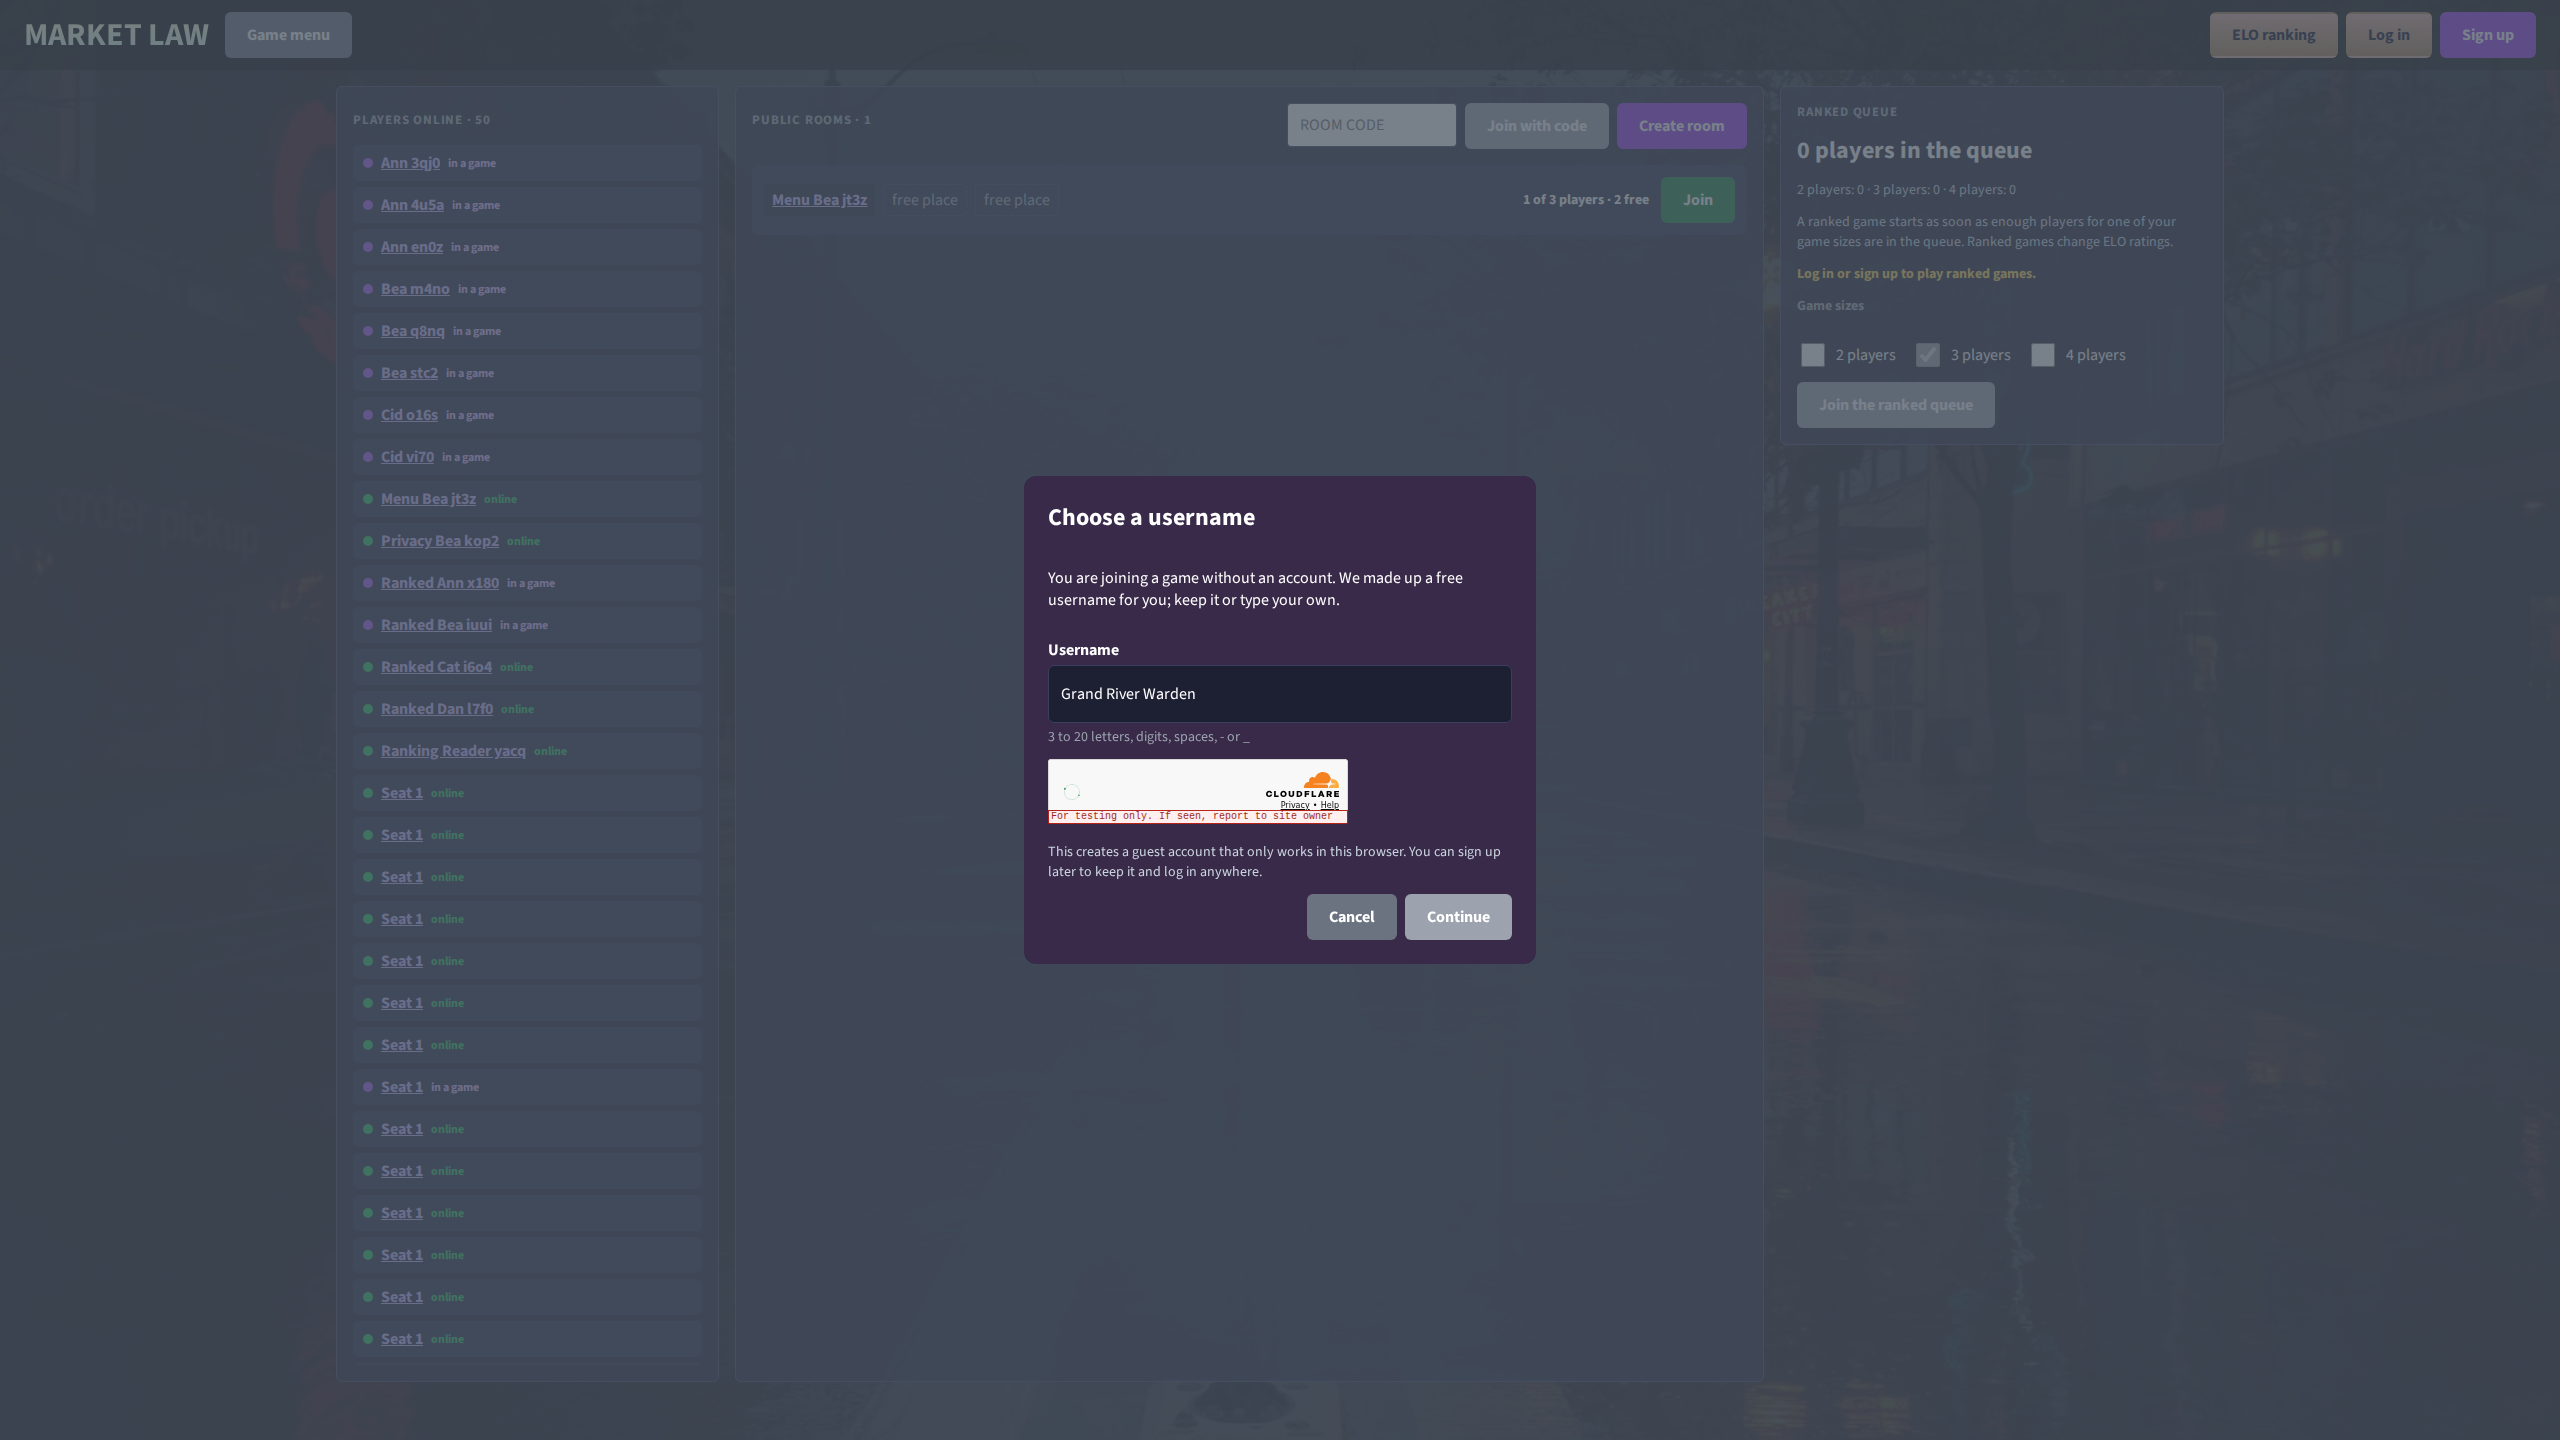 MARKET LAW
Game menu
ELO ranking
Log in
Sign up
PLAYERS ONLINE · 50
Ann 3qj0 in a game
Ann 4u5a in a game
Ann en0z in a game
Bea m4no in a game
Bea q8nq in a game
Bea stc2 in a game
Cid o16s in a game
Cid vi70 in a game
Menu Bea jt3z online
Privacy Bea kop2 online
Ranked Ann x180 in a game
Ranked Bea iuui in a game
Ranked Cat i6o4 online
Ranked Dan l7f0 online
Ranking Reader yacq online
Seat 1 online
Seat 1 online
Seat 1 online
Seat 1 online
Seat 1 online
Seat 1 online
Seat 1 online
Seat 1 in a game
Seat 1 online
Seat 1 online
Seat 1 online
Seat 1 online
Seat 1 online
Seat 1 online
PUBLIC ROOMS · 1
ROOM CODE
Join with code
Create room
Menu Bea jt3z free place free place
1 of 3 players · 2 free
Join
RANKED QUEUE
0 players in the queue
2 players: 0 · 3 players: 0 · 4 players: 0
A ranked game starts as soon as enough players for one of your
game sizes are in the queue. Ranked games change ELO ratings.
Log in or sign up to play ranked games.
Game sizes
2 players 3 players 4 players
Join the ranked queue
Choose a username
You are joining a game without an account. We made up a free
username for you; keep it or type your own.
Username
Grand River Warden
3 to 20 letters, digits, spaces, - or _
CLOUDFLARE
Privacy • Help
For testing only. If seen, report to site owner
This creates a guest account that only works in this browser. You can sign up
later to keep it and log in anywhere.
Cancel
Continue
order pickup